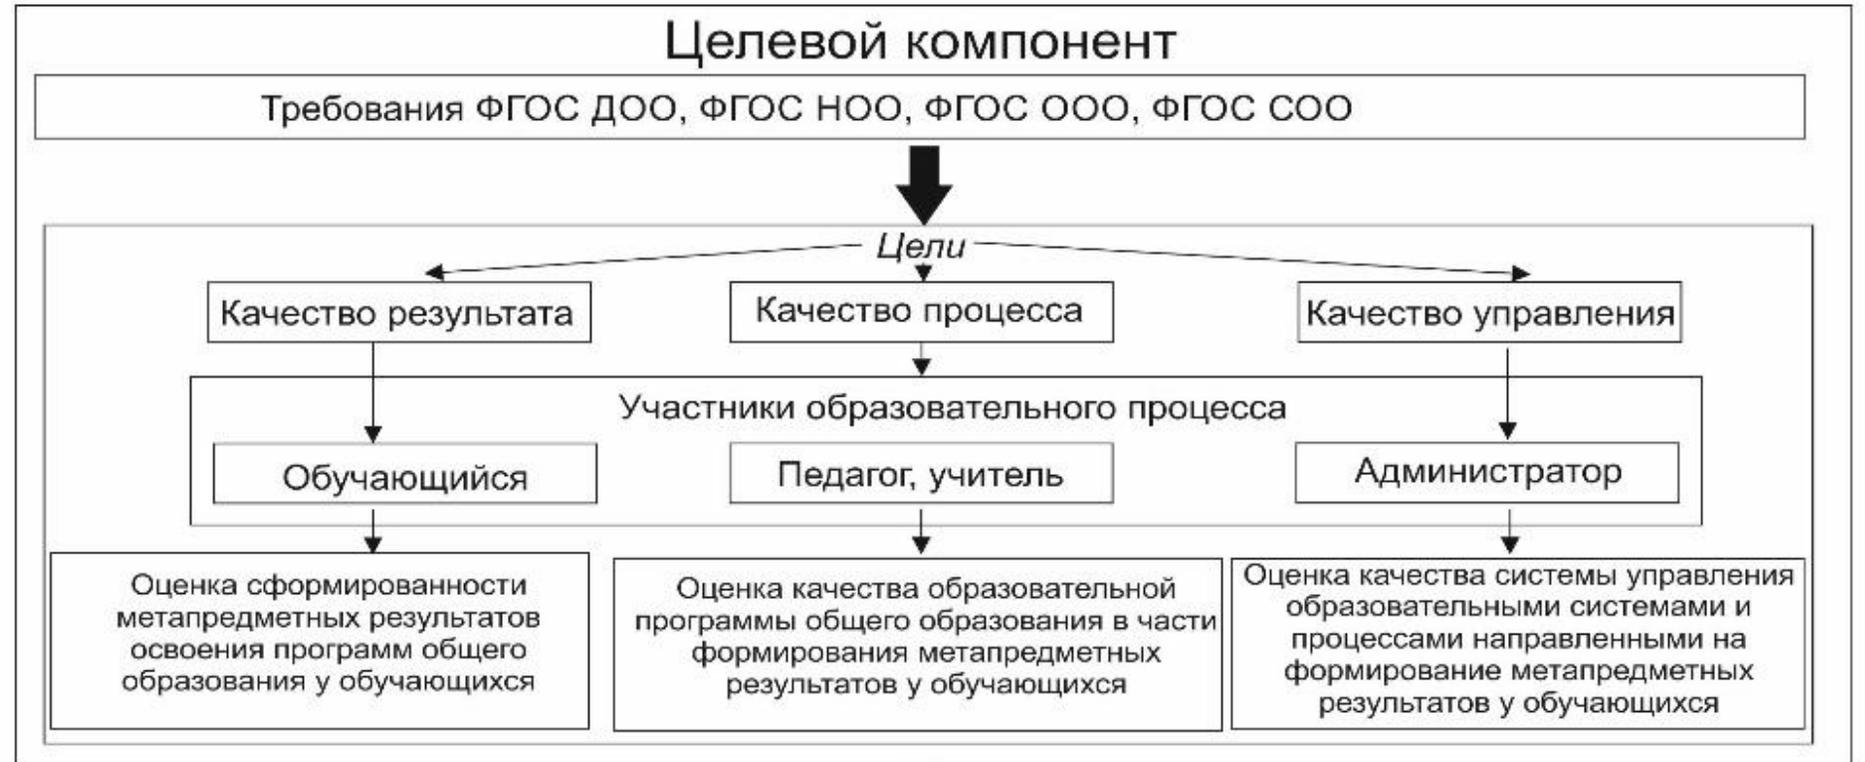 Целевой компонент
Требования ФГОС ДОО, ФГОС НОО, ФГОС ООО, ФГОС СОО
Цели
Качество результата
Качество процесса
Качество управления
Участники образовательного процесса
Обучающийся
Педагог, учитель
Администратор
Оценка сформированности
метапредметных результатов
освоения программ общего
образования у обучающихся
Оценка качества образовательной
программы общего образования в части
формирования метапредметных
результатов у обучающихся
Оценка качества системы управления
образовательными системами и
процессами направленными на
формирование метапредметных
результатов у обучающихся